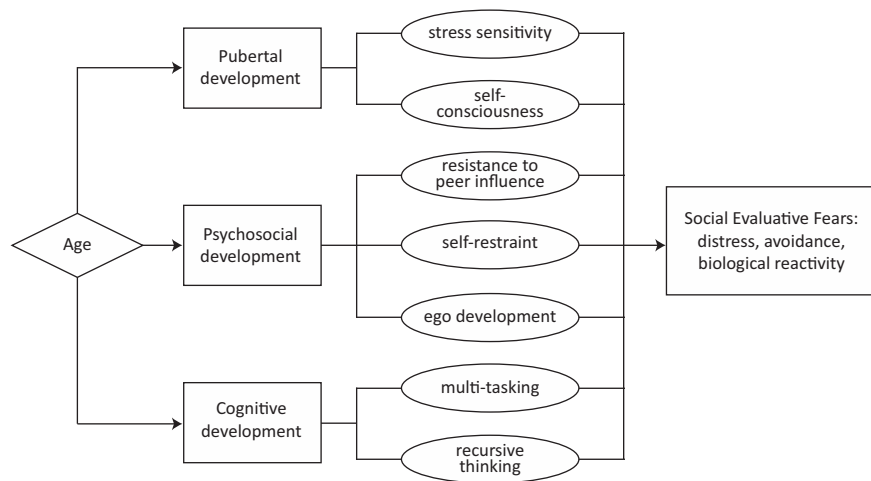 Age
Pubertal
development
stress sensitivity
self-
consciousness
Psychosocial
development
resistance to
peer influence
self-restraint
ego development
Cognitive
development
multi-tasking
recursive
thinking
Social Evaluative Fears:
distress, avoidance,
biological reactivity